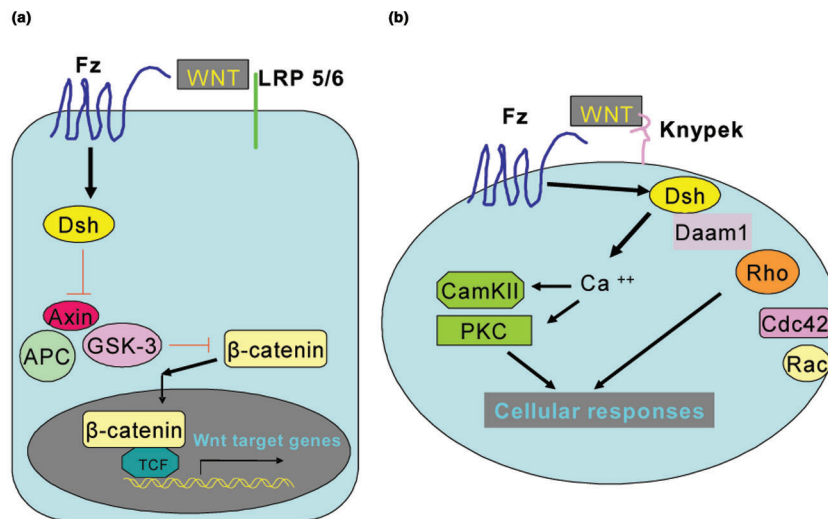 (a)
Fz
WNT
LRP 5/6
Dsh
Axin
APC
GSK-3
β-catenin
β-catenin
Wnt target genes
TCF
(b)
Fz
WNT
Knypek
Dsh
Daam1
Rho
Ca ++
CamKII
PKC
Cdc42
Rac
Cellular responses